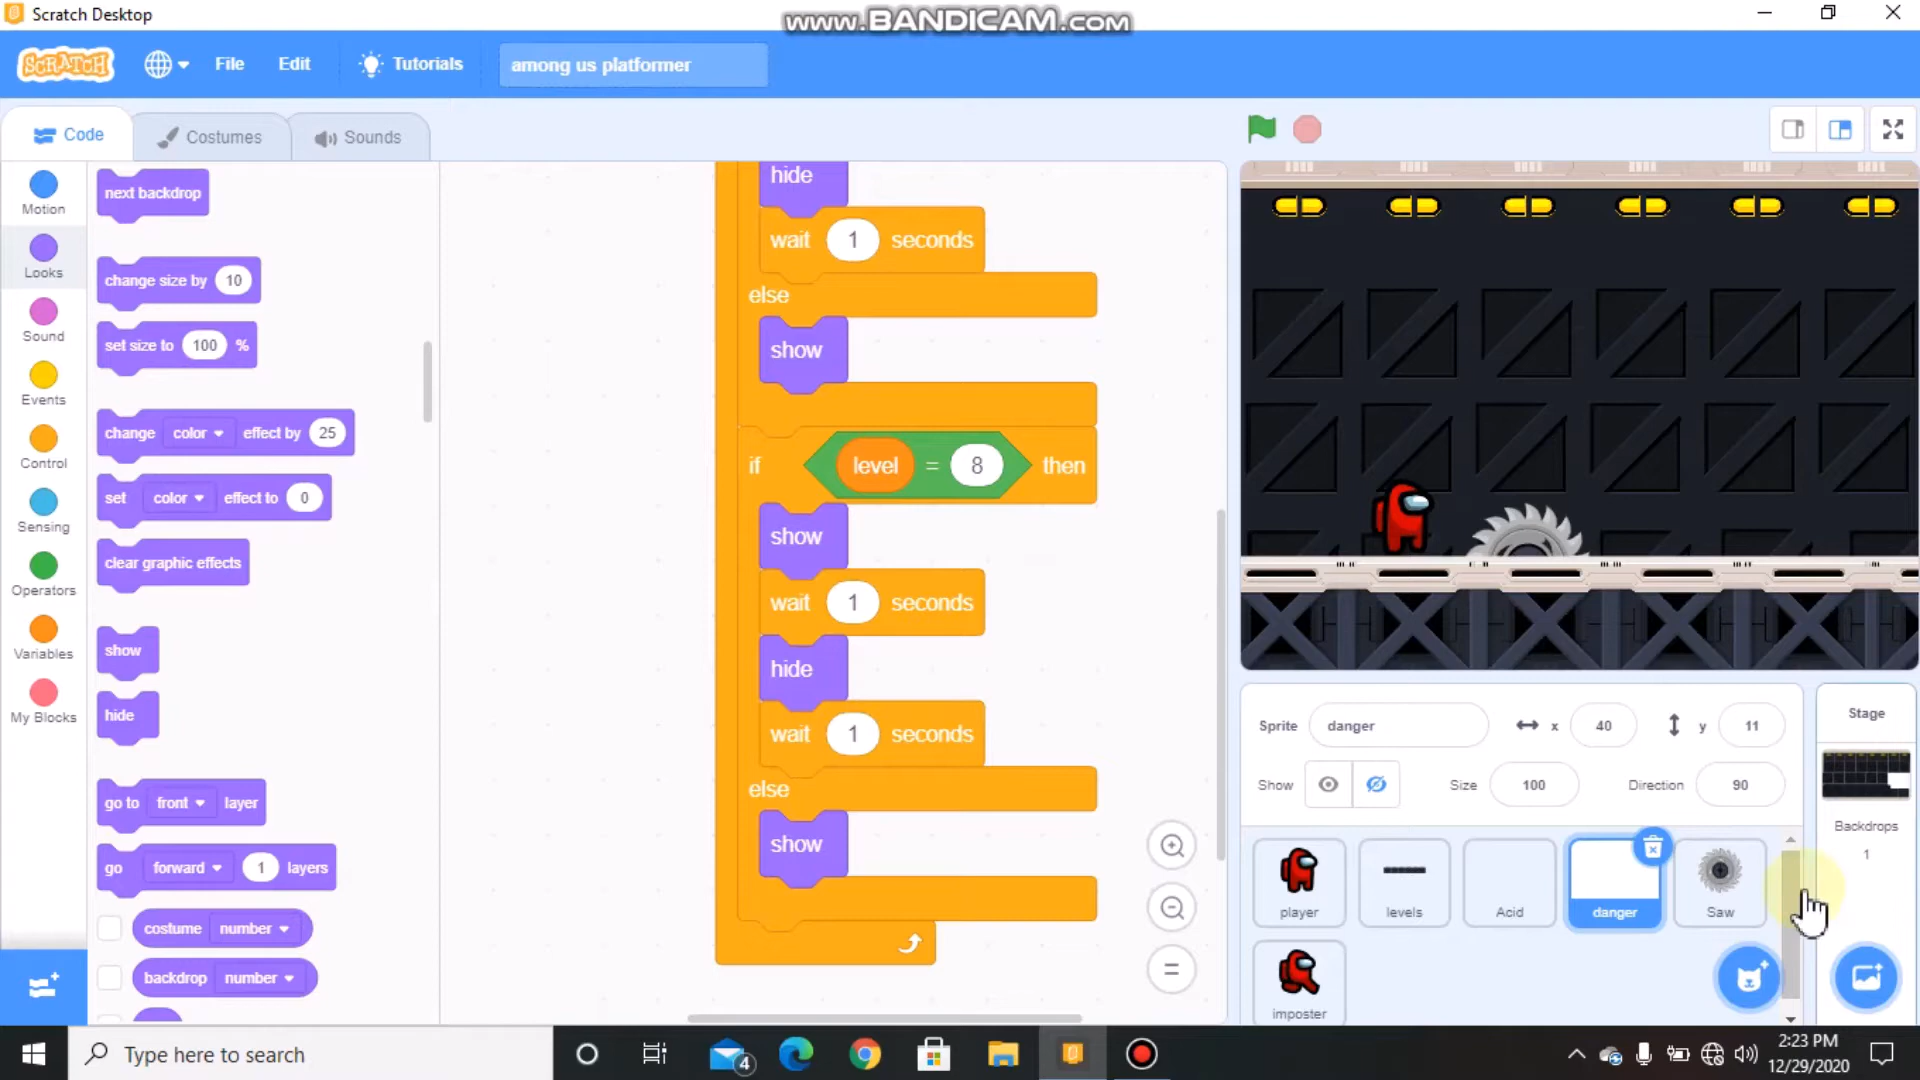 Scratch Desktop
www.BANDICAM.com
SCRATCH
File
Edit
Tutorials
among us platformer
Code
Costumes
Sounds
Motion
Looks
Sound
Events
Control
Sensing
Operators
Variables
My Blocks
next backdrop
change size by 10
set size to 100 %
change color effect by 25
set color effect to 0
clear graphic effects
show
hide
go to front layer
go forward 1 layers
costume number
backdrop number
hide
wait 1 seconds
else
show
if level = 8 then
show
wait 1 seconds
hide
wait 1 seconds
else
show
Sprite danger x 40 y 11
Show Size 100 Direction 90
player
levels
Acid
danger
Saw
imposter
Stage
Backdrops
1
Type here to search
4
2:23 PM
12/29/2020